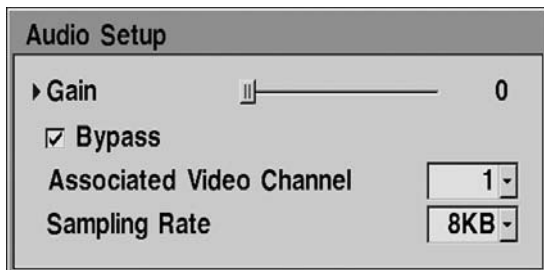 Audio Setup
Gain 0
Bypass
Associated Video Channel 1
Sampling Rate 8KB